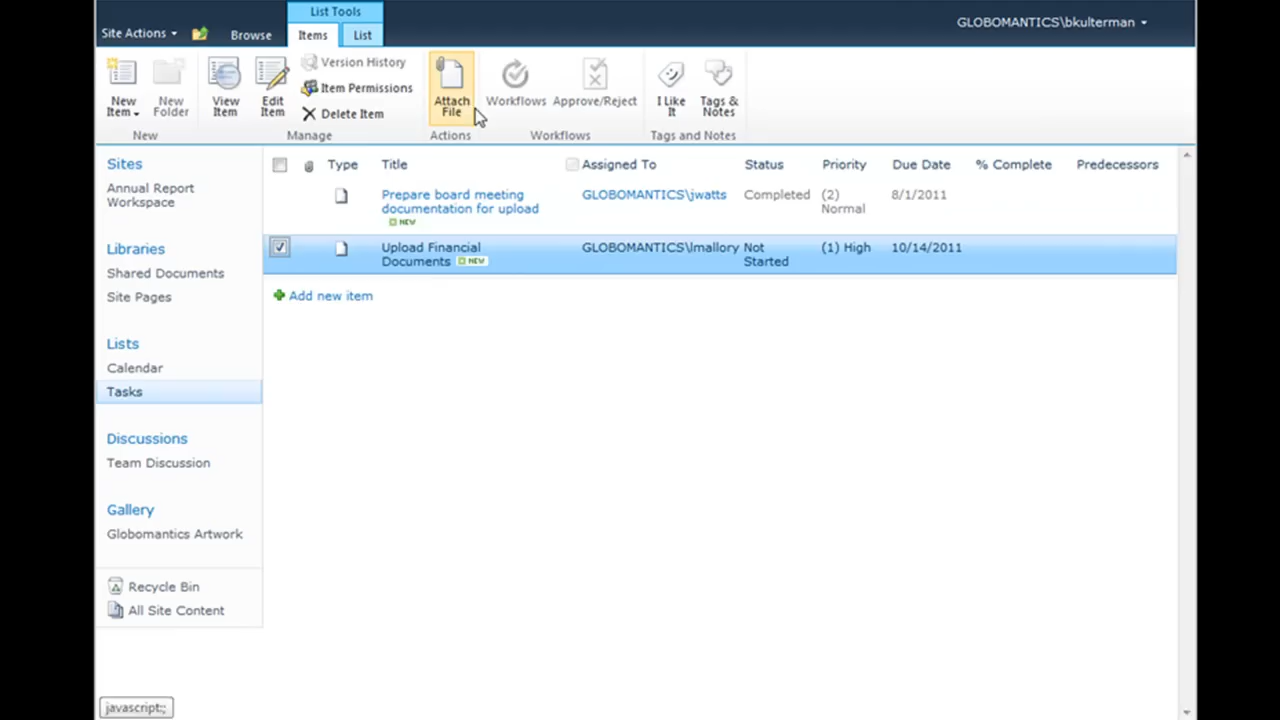 List Tools
Site Actions
Browse
Items
List
GLOBOMANTICS\bkulterman
New Item
New Folder
View Item
Edit Item
Version History
Item Permissions
Delete Item
Attach File
Workflows
Approve/Reject
I Like It
Tags & Notes
New
Manage
Actions
Workflows
Tags and Notes
Sites
Annual Report
Workspace
Libraries
Shared Documents
Site Pages
Lists
Calendar
Tasks
Discussions
Team Discussion
Gallery
Globomantics Artwork
Recycle Bin
All Site Content
Type Title Assigned To Status Priority Due Date % Complete Predecessors
Prepare board meeting GLOBOMANTICS\jwatts Completed (2) 8/1/2011
documentation for upload Normal
NEW
Upload Financial GLOBOMANTICS\lmallory Not (1) High 10/14/2011
Documents NEW Started
Add new item
javascript:;